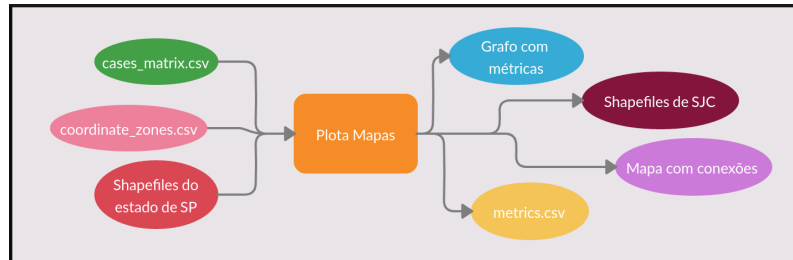 cases_matrix.csv
coordinate_zones.csv
Shapefiles do
estado de SP
Plota Mapas
Grafo com
métricas
Shapefiles de SJC
Mapa com conexões
metrics.csv